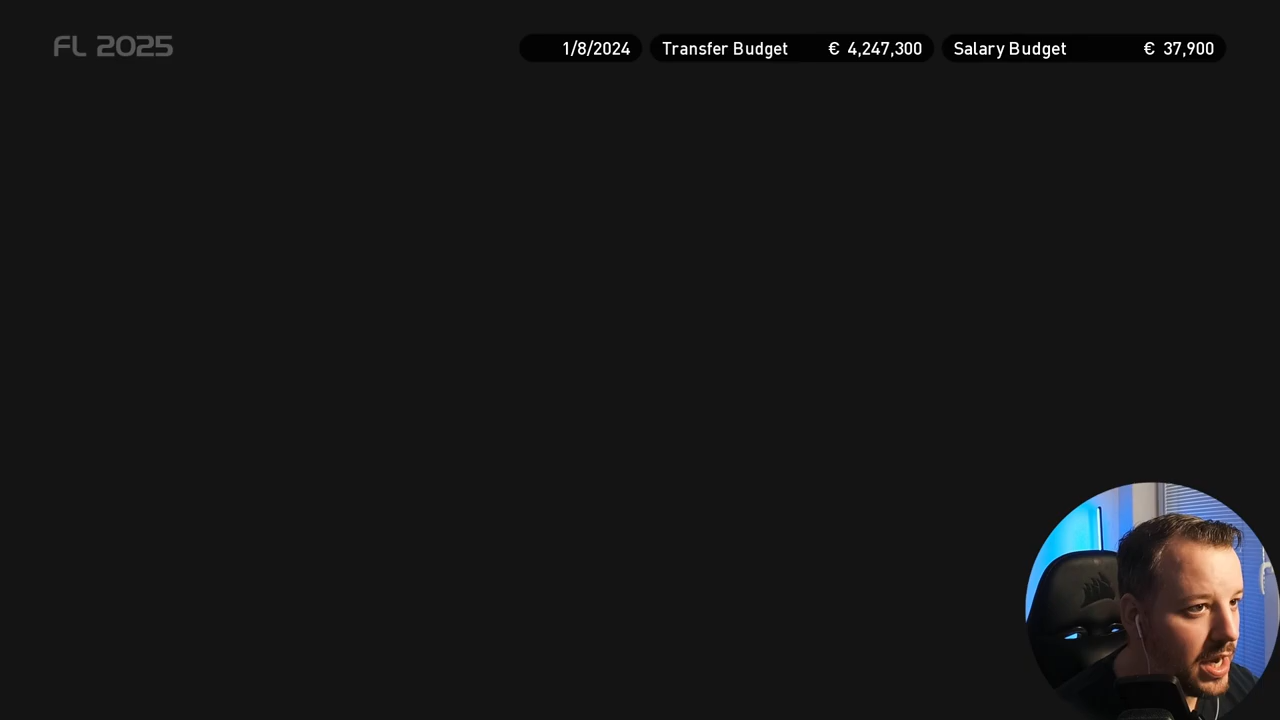 FL 2025
1/8/2024 Transfer Budget € 4,247,300 Salary Budget € 37,900